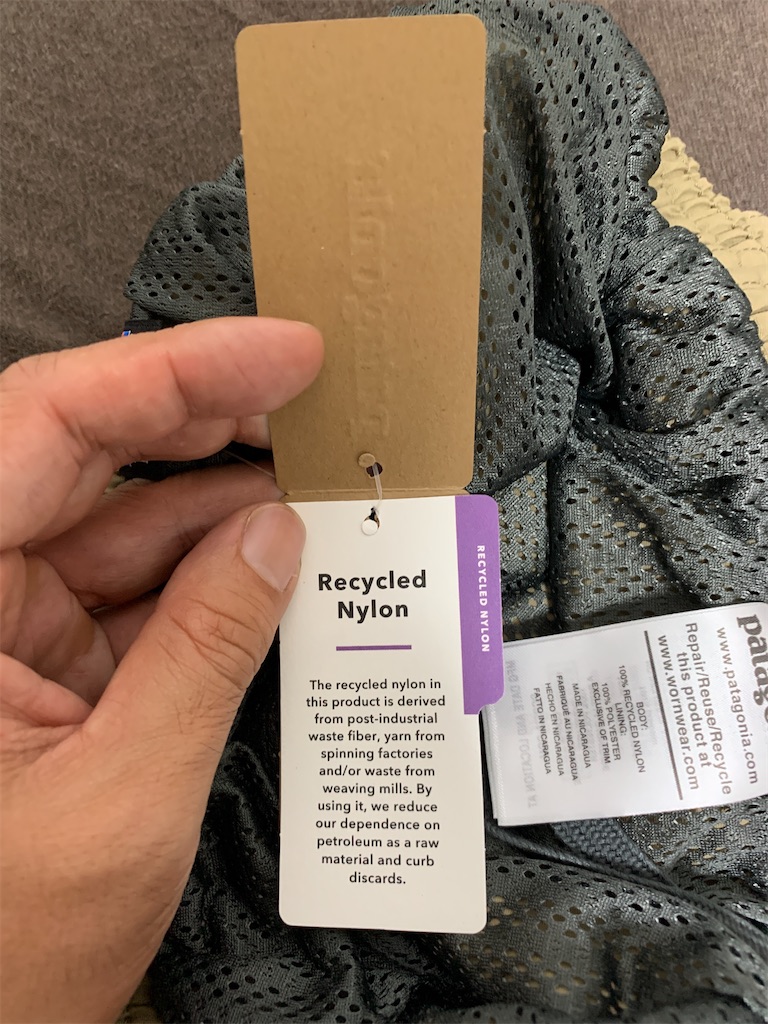 Recycled
Nylon
RECYCLED NYLON
The recycled nylon in
this product is derived
from post-industrial
waste fiber, yarn from
spinning factories
and/or waste from
weaving mills. By
using it, we reduce
our dependence on
petroleum as a raw
material and curb
discards.
www.patagonia.com
Repair/Reuse/Recycle
this product at
www.wornwear.com
BODY:
100% RECYCLED NYLON
LINING:
100% POLYESTER
EXCLUSIVE OF TRIM
MADE IN NICARAGUA
FABRIQUÉ AU NICARAGUA
HECHO EN NICARAGUA
FATTO IN NICARAGUA